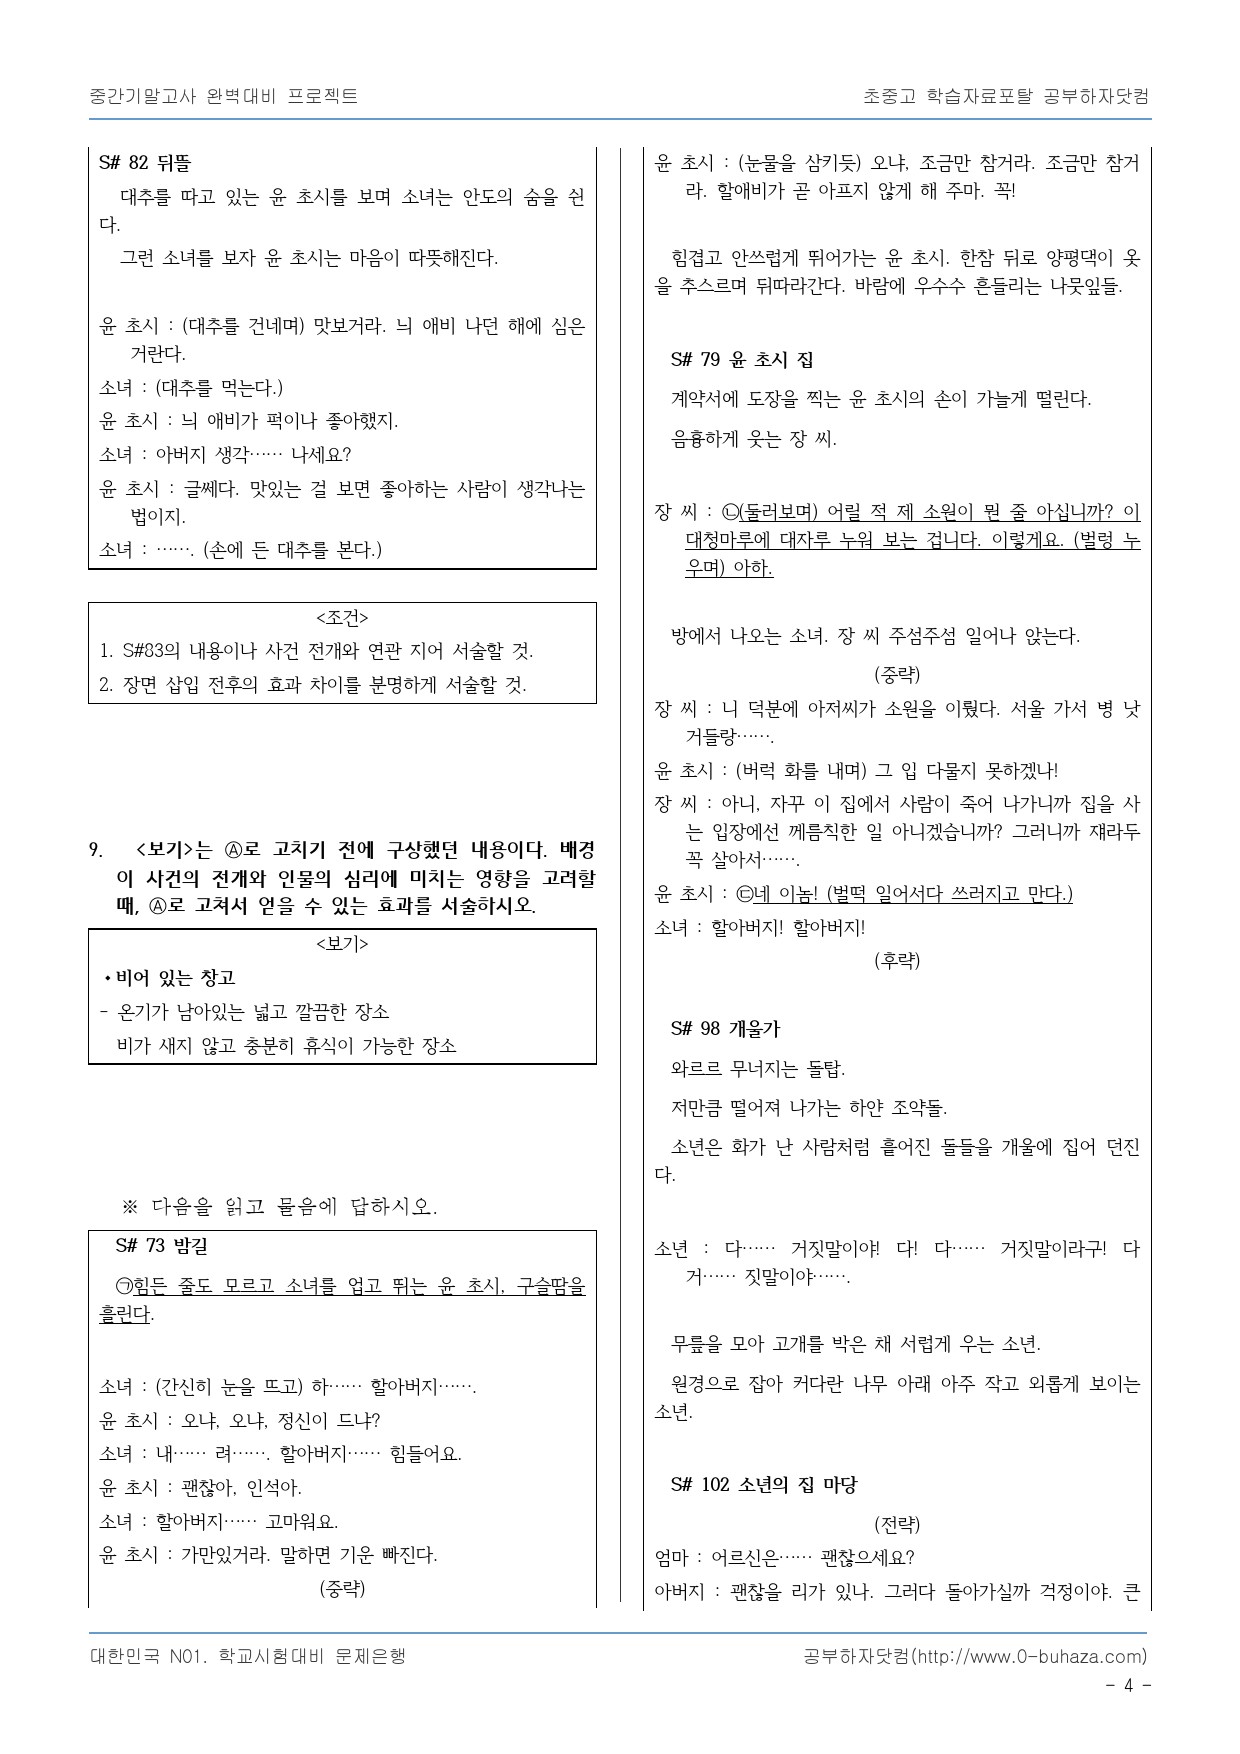 중간기말고사 완벽대비 프로젝트
초중고 학습자료포탈 공부하자닷컴
S# 82 뒤뜰
대추를 따고 있는 윤 초시를 보며 소녀는 안도의 숨을 쉰
다.
그런 소녀를 보자 윤 초시는 마음이 따뜻해진다.
윤 초시 : (대추를 건네며) 맛보거라. 늬 애비 나던 해에 심은
거란다.
소녀 : (대추를 먹는다.)
윤 초시 : 늬 애비가 퍽이나 좋아했지.
소녀 : 아버지 생각…… 나세요?
윤 초시 : 글쎄다. 맛있는 걸 보면 좋아하는 사람이 생각나는
법이지.
소녀 : ……. (손에 든 대추를 본다.)
<조건>
1. S#83의 내용이나 사건 전개와 연관 지어 서술할 것.
2. 장면 삽입 전후의 효과 차이를 분명하게 서술할 것.
9. <보기>는 Ⓐ로 고치기 전에 구상했던 내용이다. 배경
이 사건의 전개와 인물의 심리에 미치는 영향을 고려할
때, Ⓐ로 고쳐서 얻을 수 있는 효과를 서술하시오.
<보기>
•비어 있는 창고
- 온기가 남아있는 넓고 깔끔한 장소
비가 새지 않고 충분히 휴식이 가능한 장소
※ 다음을 읽고 물음에 답하시오.
S# 73 밤길
㉠힘든 줄도 모르고 소녀를 업고 뛰는 윤 초시, 구슬땀을
흘린다.
소녀 : (간신히 눈을 뜨고) 하…… 할아버지…….
윤 초시 : 오냐, 오냐, 정신이 드냐?
소녀 : 내…… 려……. 할아버지…… 힘들어요.
윤 초시 : 괜찮아, 인석아.
소녀 : 할아버지…… 고마워요.
윤 초시 : 가만있거라. 말하면 기운 빠진다.
(중략)
윤 초시 : (눈물을 삼키듯) 오냐, 조금만 참거라. 조금만 참거
라. 할애비가 곧 아프지 않게 해 주마. 꼭!
힘겹고 안쓰럽게 뛰어가는 윤 초시. 한참 뒤로 양평댁이 옷
을 추스르며 뒤따라간다. 바람에 우수수 흔들리는 나뭇잎들.
S# 79 윤 초시 집
계약서에 도장을 찍는 윤 초시의 손이 가늘게 떨린다.
음흉하게 웃는 장 씨.
장 씨 : ㉡(둘러보며) 어릴 적 제 소원이 뭔 줄 아십니까? 이
대청마루에 대자루 누워 보는 겁니다. 이렇게요. (벌렁 누
우며) 아하.
방에서 나오는 소녀. 장 씨 주섬주섬 일어나 앉는다.
(중략)
장 씨 : 니 덕분에 아저씨가 소원을 이뤘다. 서울 가서 병 낫
거들랑…….
윤 초시 : (버럭 화를 내며) 그 입 다물지 못하겠나!
장 씨 : 아니, 자꾸 이 집에서 사람이 죽어 나가니까 집을 사
는 입장에선 께름칙한 일 아니겠습니까? 그러니까 쟤라두
꼭 살아서…….
윤 초시 : ㉢네 이놈! (벌떡 일어서다 쓰러지고 만다.)
소녀 : 할아버지! 할아버지!
(후략)
S# 98 개울가
와르르 무너지는 돌탑.
저만큼 떨어져 나가는 하얀 조약돌.
소년은 화가 난 사람처럼 흩어진 돌들을 개울에 집어 던진
다.
소년 : 다…… 거짓말이야! 다! 다…… 거짓말이라구! 다
거…… 짓말이야…….
무릎을 모아 고개를 박은 채 서럽게 우는 소년.
원경으로 잡아 커다란 나무 아래 아주 작고 외롭게 보이는
소년.
S# 102 소년의 집 마당
(전략)
엄마 : 어르신은…… 괜찮으세요?
아버지 : 괜찮을 리가 있나. 그러다 돌아가실까 걱정이야. 큰
대한민국 N01. 학교시험대비 문제은행
공부하자닷컴(http://www.0-buhaza.com)
- 4 -